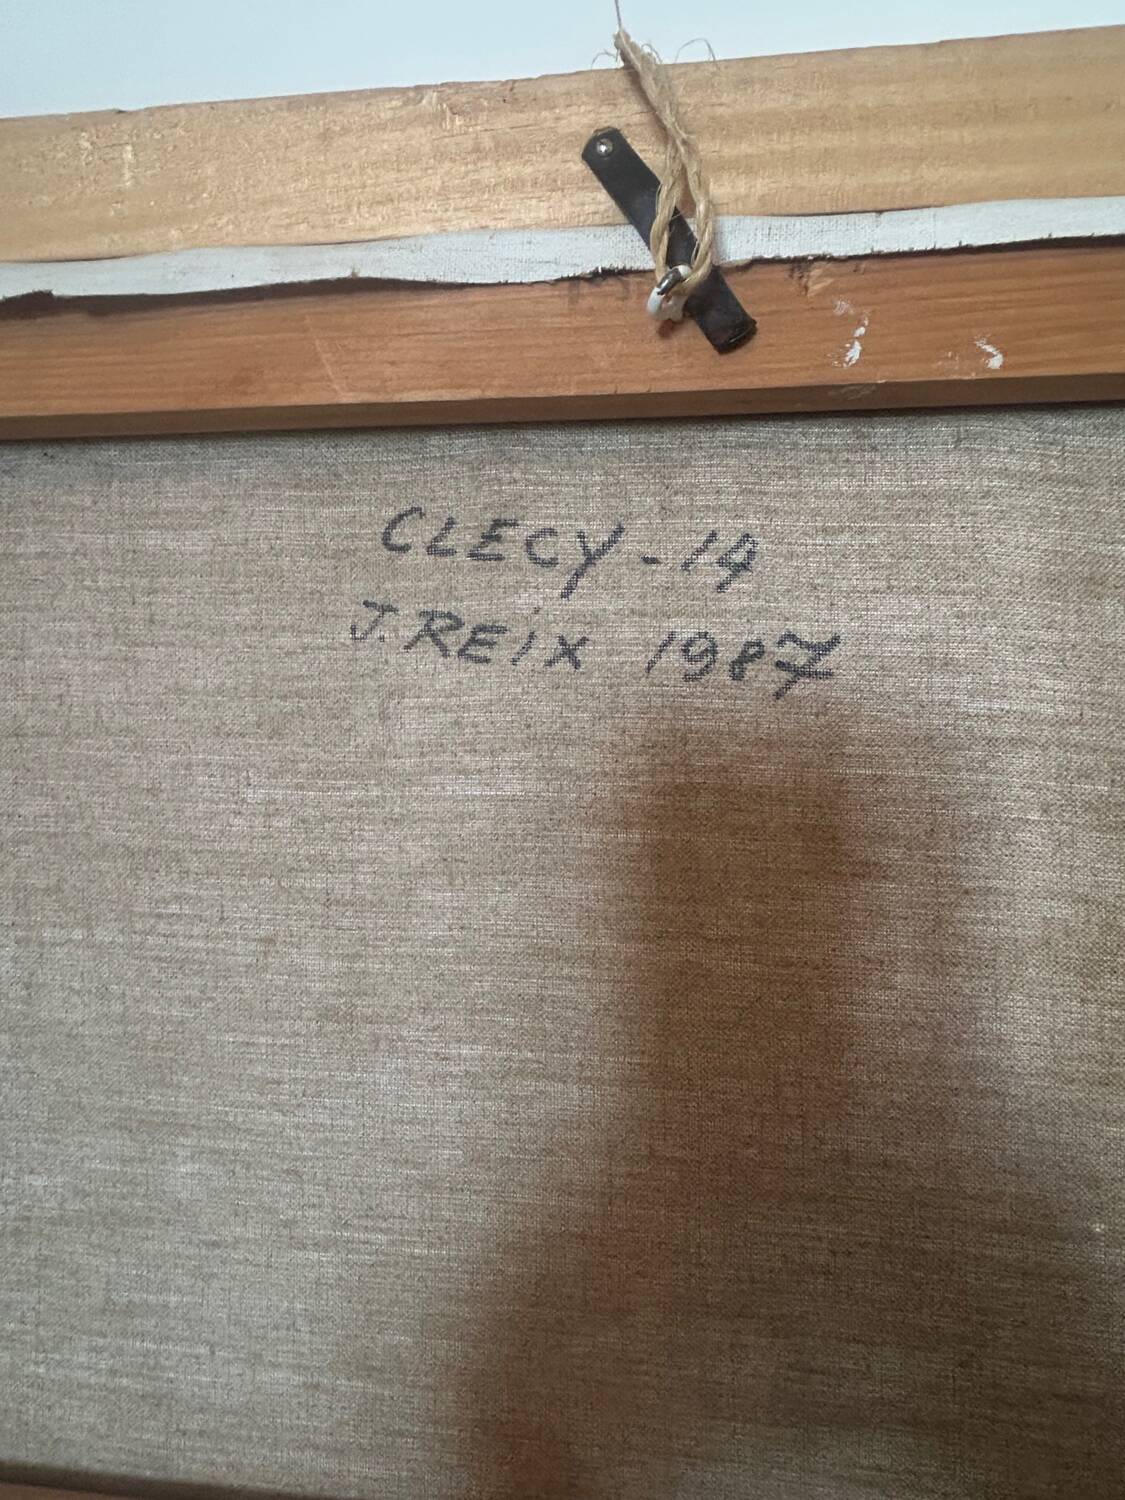 CLECY - 14
J. REIX 1987